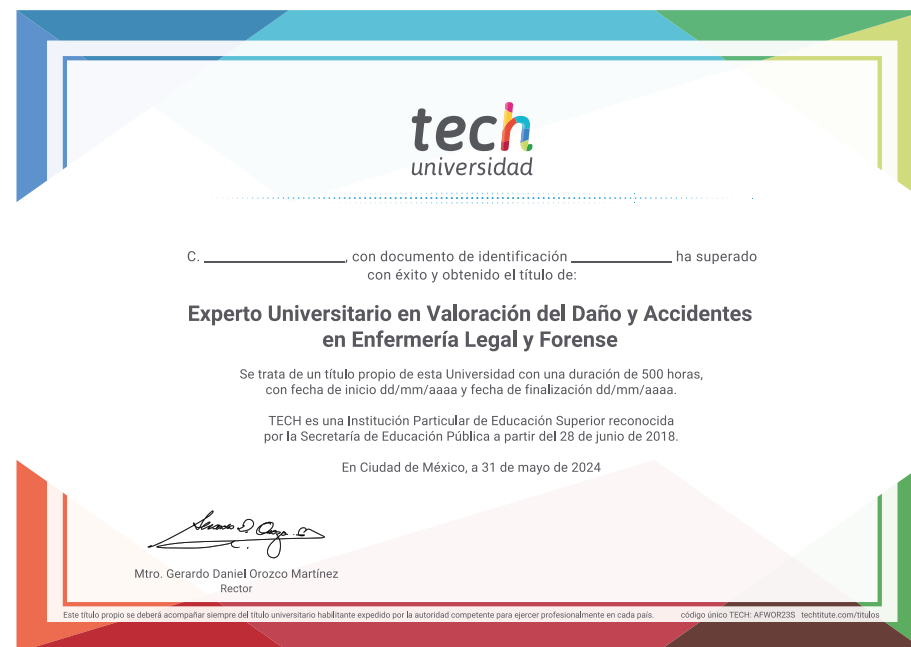 tech
universidad
C. ____________________, con documento de identificación ______________ ha superado
con éxito y obtenido el título de:
Experto Universitario en Valoración del Daño y Accidentes
en Enfermería Legal y Forense
Se trata de un título propio de esta Universidad con una duración de 500 horas,
con fecha de inicio dd/mm/aaaa y fecha de finalización dd/mm/aaaa.
TECH es una Institución Particular de Educación Superior reconocida
por la Secretaría de Educación Pública a partir del 28 de junio de 2018.
En Ciudad de México, a 31 de mayo de 2024
Mtro. Gerardo Daniel Orozco Martínez
Rector
Este título propio se deberá acompañar siempre del título universitario habilitante expedido por la autoridad competente para ejercer profesionalmente en cada país. código único TECH: AFWOR23S techtitute.com/titulos